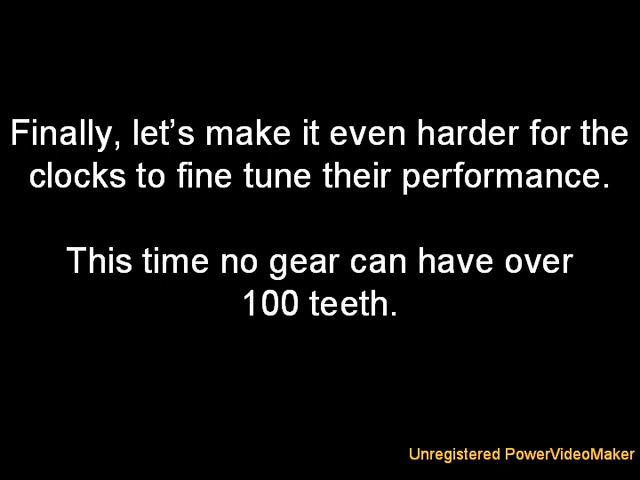 Finally, let’s make it even harder for the
clocks to fine tune their performance.
This time no gear can have over
100 teeth.
Unregistered PowerVideoMaker